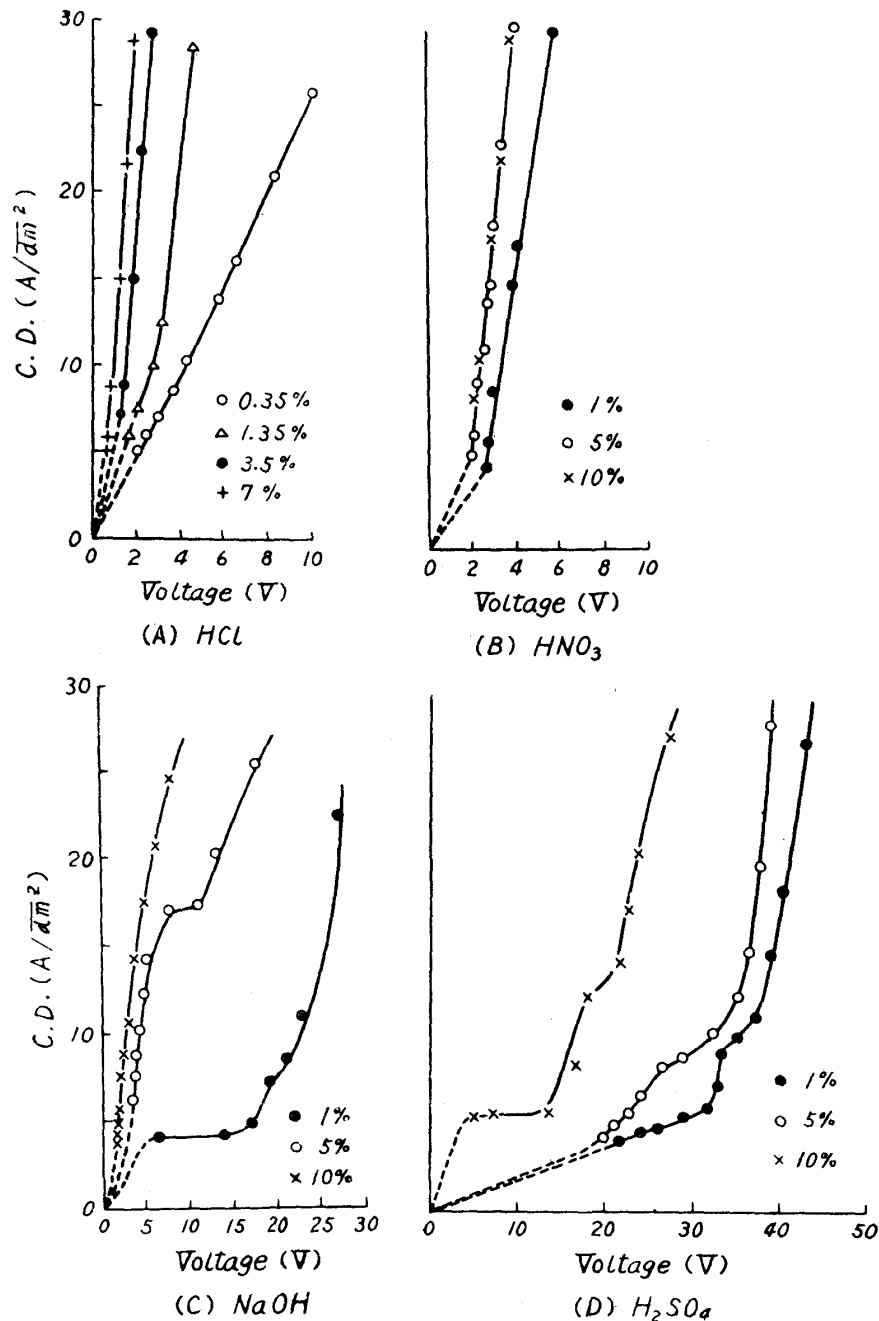 30
20
10
0
C.D. (A/dm²)
○ 0.35%
△ 1.35%
● 3.5%
+ 7%
0 2 4 6 8 10
Voltage (V)
(A) HCl
● 1%
○ 5%
× 10%
0 2 4 6 8 10
Voltage (V)
(B) HNO₃
30
20
10
0
C.D. (A/dm²)
● 1%
○ 5%
× 10%
0 5 10 15 20 25 30
Voltage (V)
(C) NaOH
● 1%
○ 5%
× 10%
0 10 20 30 40 50
Voltage (V)
(D) H₂SO₄